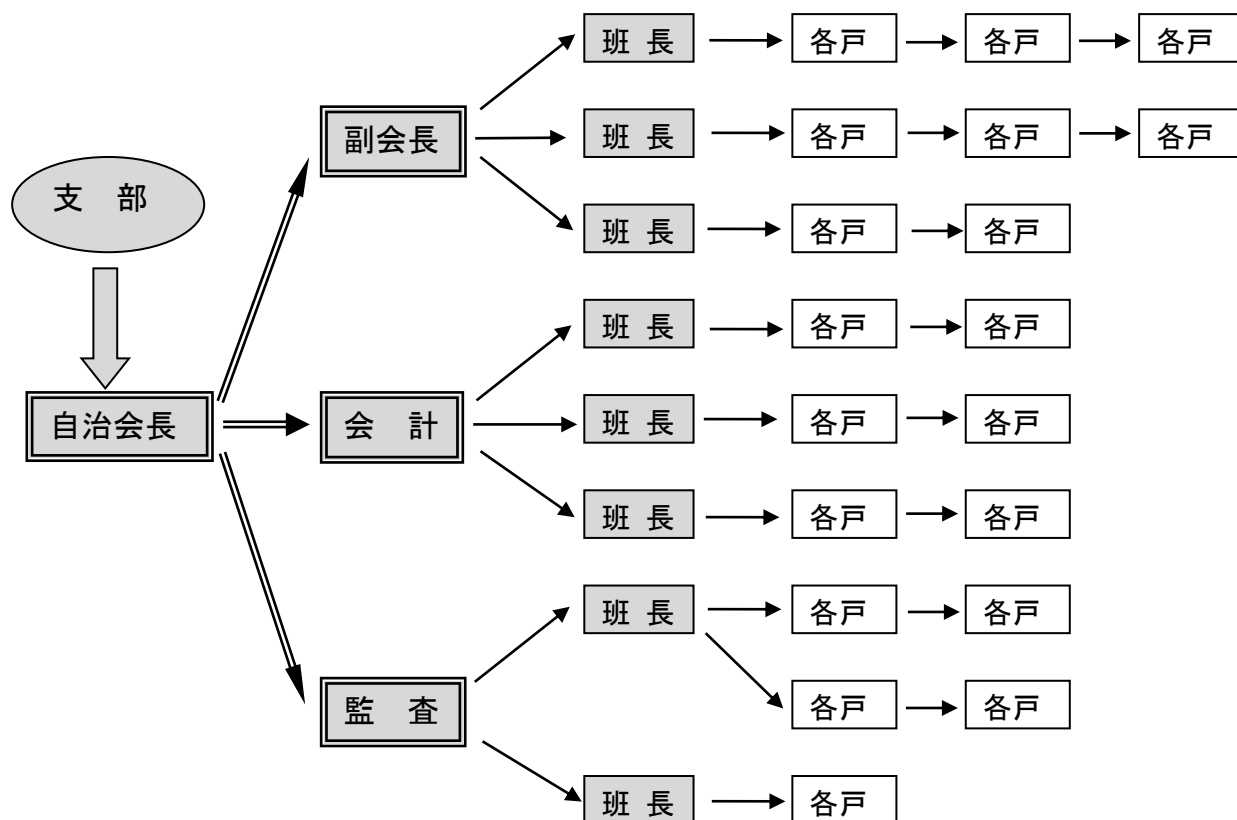 班 長 各戸 各戸 各戸
副会長 班 長 各戸 各戸 各戸
支 部
班 長 各戸 各戸
班 長 各戸 各戸
自治会長 会 計 班 長 各戸 各戸
班 長 各戸 各戸
班 長 各戸 各戸
監 査 各戸 各戸
班 長 各戸